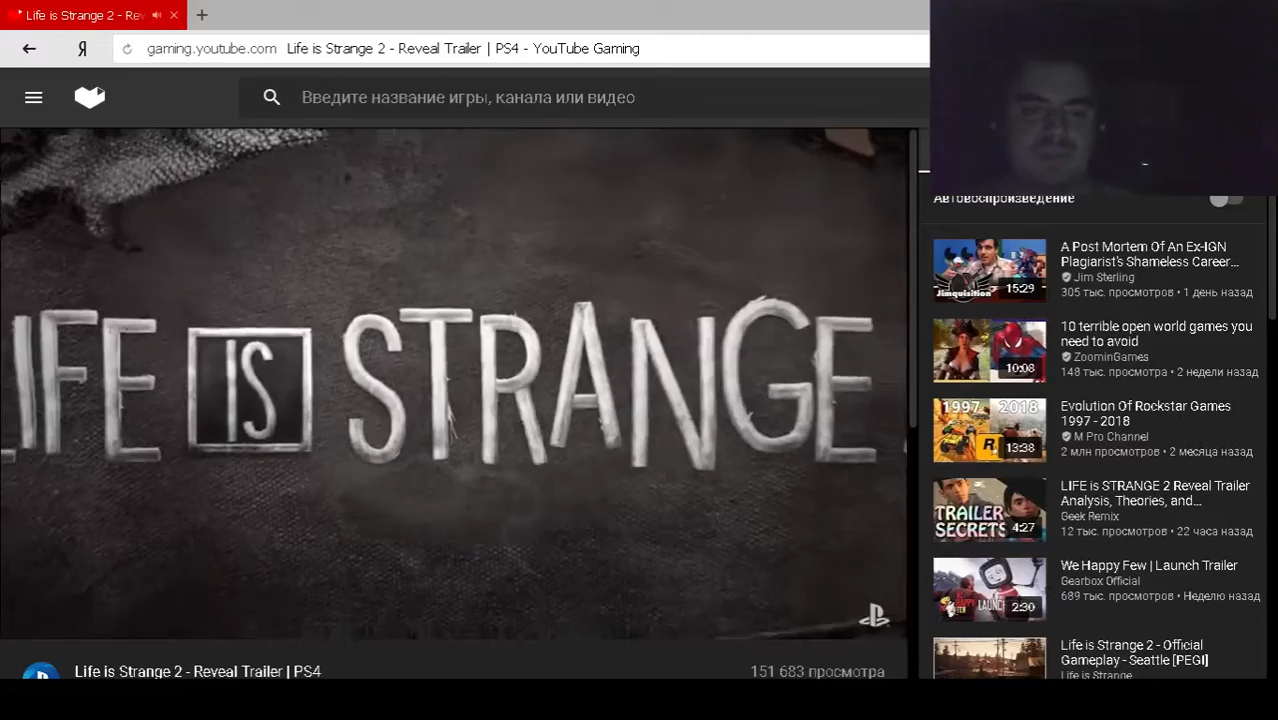 Life is Strange 2 - Rev
Я
gaming.youtube.com Life is Strange 2 - Reveal Trailer | PS4 - YouTube Gaming
Введите название игры, канала или видео
LIFE IS STRANGE
Life is Strange 2 - Reveal Trailer | PS4
151 683 просмотра
Автовоспроизведение
Jimquisition
15:29
A Post Mortem Of An Ex-IGN
Plagiarist's Shameless Career...
Jim Sterling
305 тыс. просмотров • 1 день назад
10:08
10 terrible open world games you
need to avoid
ZoominGames
148 тыс. просмотров • 2 недели назад
1997 2018
R
13:38
Evolution Of Rockstar Games
1997 - 2018
M Pro Channel
2 млн просмотров • 2 месяца назад
TRAILER
SECRETS
4:27
LIFE is STRANGE 2 Reveal Trailer
Analysis, Theories, and...
Geek Remix
12 тыс. просмотров • 22 часа назад
2:30
We Happy Few | Launch Trailer
Gearbox Official
689 тыс. просмотров • Неделю назад
Life is Strange 2 - Official
Gameplay - Seattle [PEGI]
Life is Strange